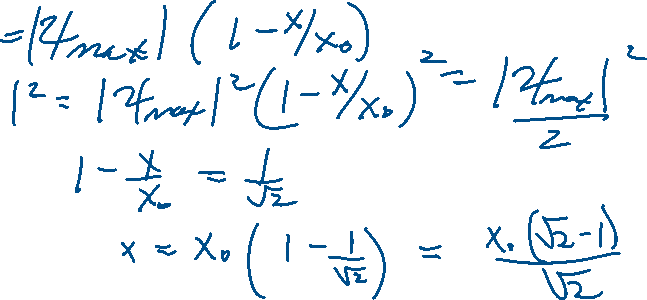 =|Ψmax| (1 - x/x₀)
|² = |Ψmax|² (1 - x/x₀)² = |Ψmax|²/2
1 - x/x₀ = 1/√2
x = x₀ (1 - 1/√2) = x₀(√2 - 1)/√2